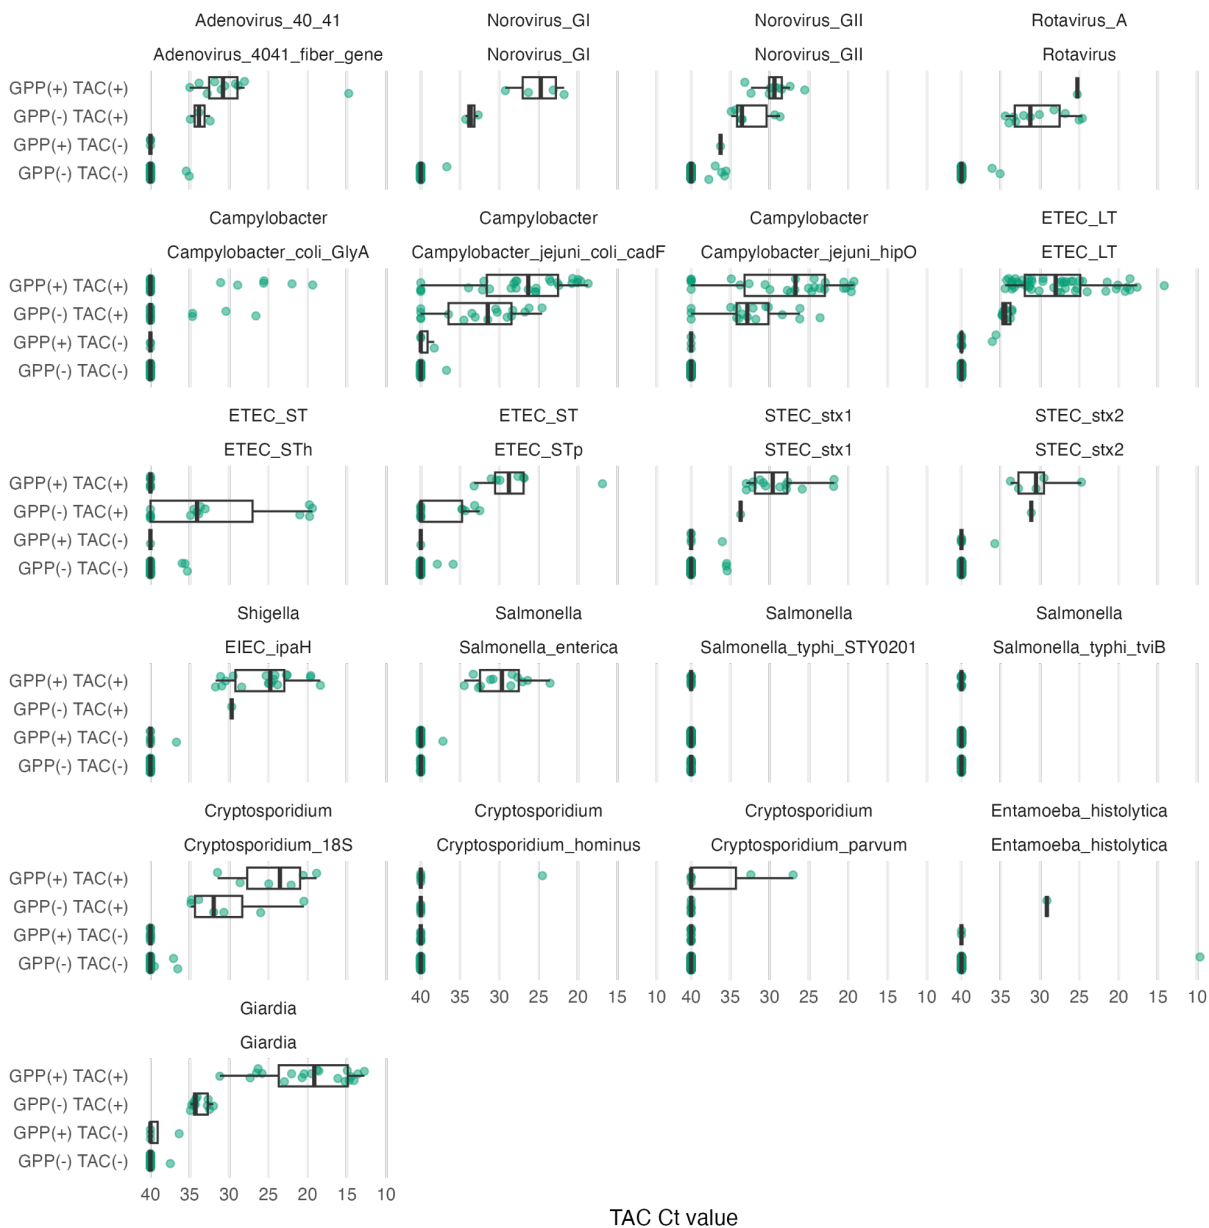 Adenovirus_40_41 Norovirus_GI Norovirus_GII Rotavirus_A
Adenovirus_4041_fiber_gene Norovirus_GI Norovirus_GII Rotavirus
GPP(+) TAC(+)
GPP(-) TAC(+)
GPP(+) TAC(-)
GPP(-) TAC(-)
Campylobacter Campylobacter Campylobacter ETEC_LT
Campylobacter_coli_GlyA Campylobacter_jejuni_coli_cadF Campylobacter_jejuni_hipO ETEC_LT
GPP(+) TAC(+)
GPP(-) TAC(+)
GPP(+) TAC(-)
GPP(-) TAC(-)
ETEC_ST ETEC_ST STEC_stx1 STEC_stx2
ETEC_STh ETEC_STp STEC_stx1 STEC_stx2
GPP(+) TAC(+)
GPP(-) TAC(+)
GPP(+) TAC(-)
GPP(-) TAC(-)
Shigella Salmonella Salmonella Salmonella
EIEC_ipaH Salmonella_enterica Salmonella_typhi_STY0201 Salmonella_typhi_tviB
GPP(+) TAC(+)
GPP(-) TAC(+)
GPP(+) TAC(-)
GPP(-) TAC(-)
Cryptosporidium Cryptosporidium Cryptosporidium Entamoeba_histolytica
Cryptosporidium_18S Cryptosporidium_hominus Cryptosporidium_parvum Entamoeba_histolytica
GPP(+) TAC(+)
GPP(-) TAC(+)
GPP(+) TAC(-)
GPP(-) TAC(-)
40 35 30 25 20 15 10 40 35 30 25 20 15 10 40 35 30 25 20 15 10
Giardia
Giardia
GPP(+) TAC(+)
GPP(-) TAC(+)
GPP(+) TAC(-)
GPP(-) TAC(-)
40 35 30 25 20 15 10
TAC Ct value